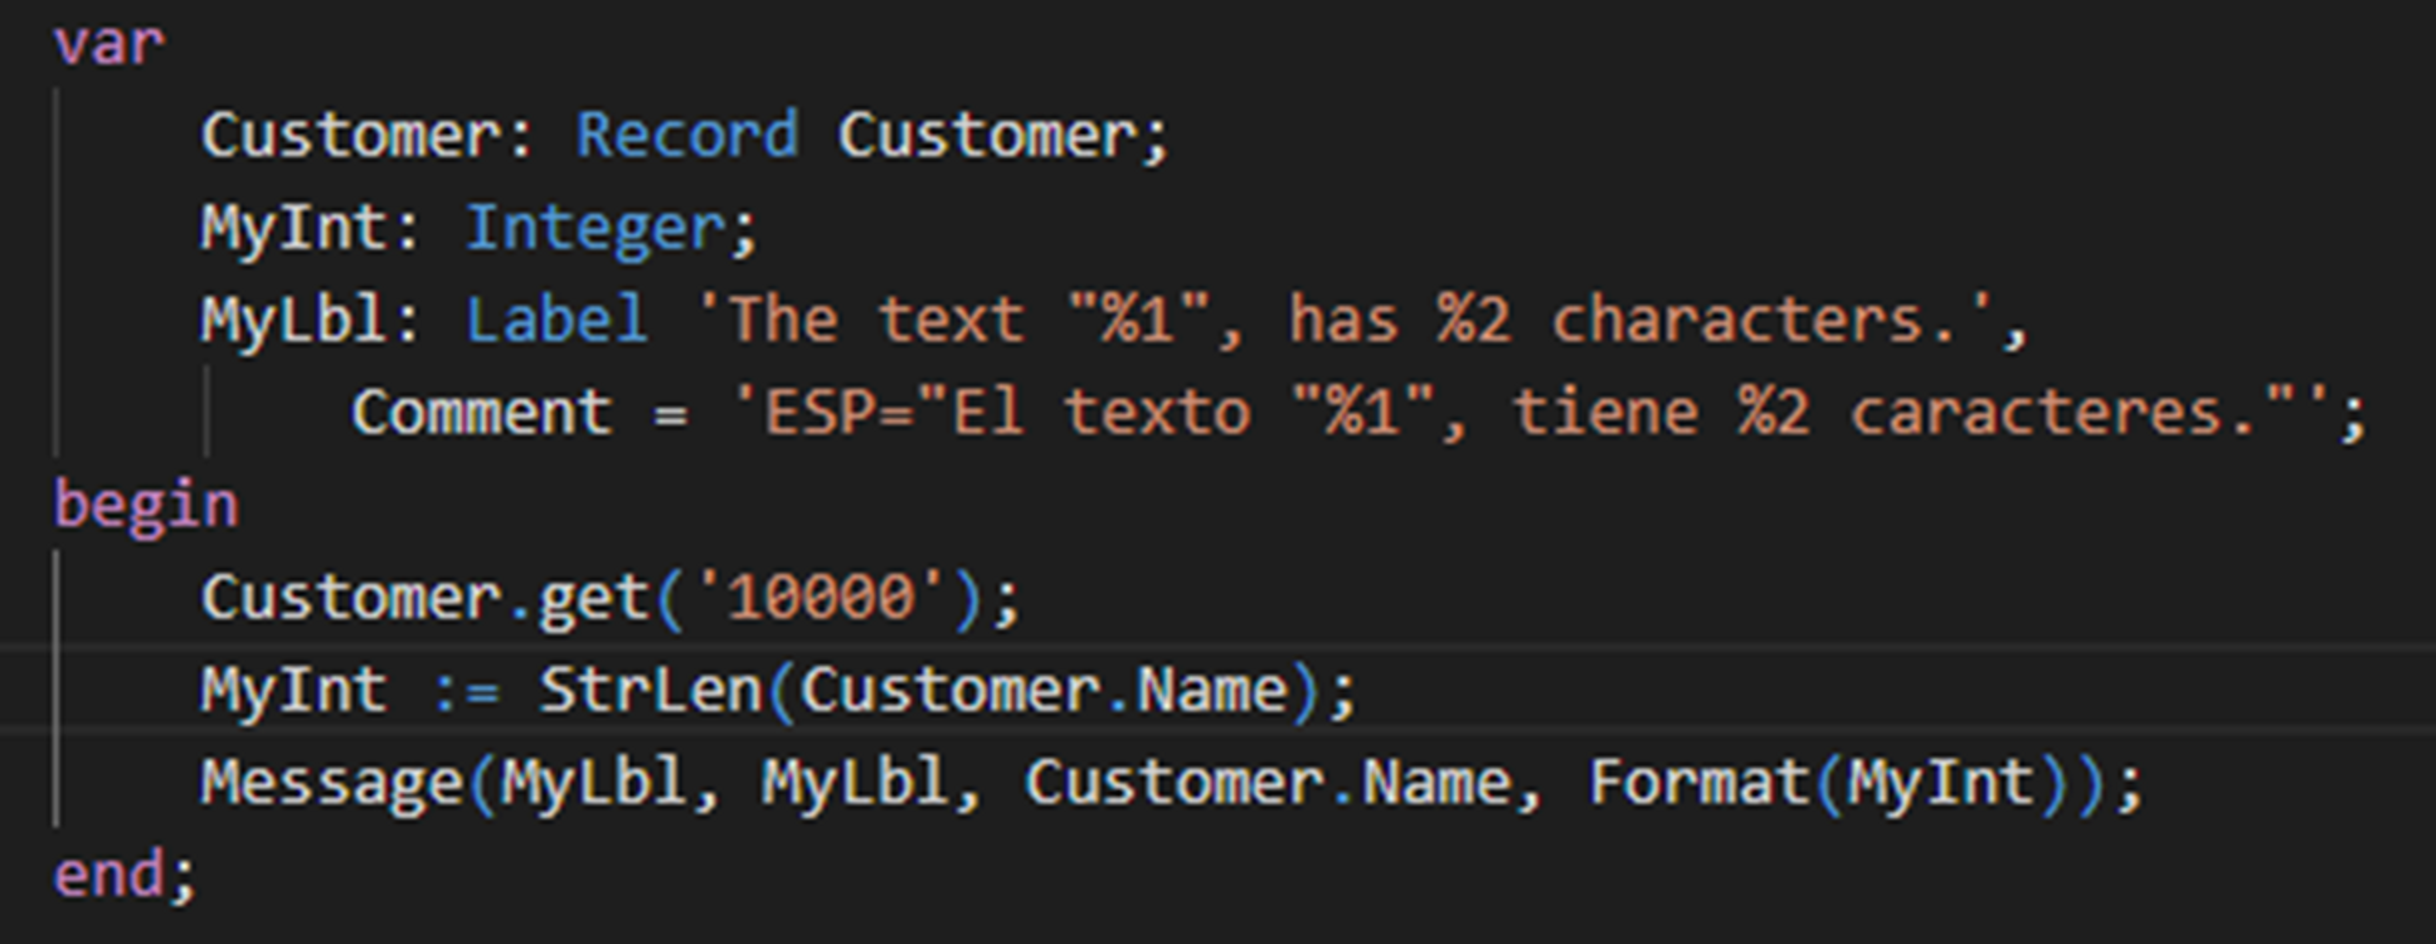 var
Customer: Record Customer;
MyInt: Integer;
MyLbl: Label 'The text "%1", has %2 characters.',
Comment = 'ESP="El texto "%1", tiene %2 caracteres."';
begin
Customer.get('10000');
MyInt := StrLen(Customer.Name);
Message(MyLbl, MyLbl, Customer.Name, Format(MyInt));
end;